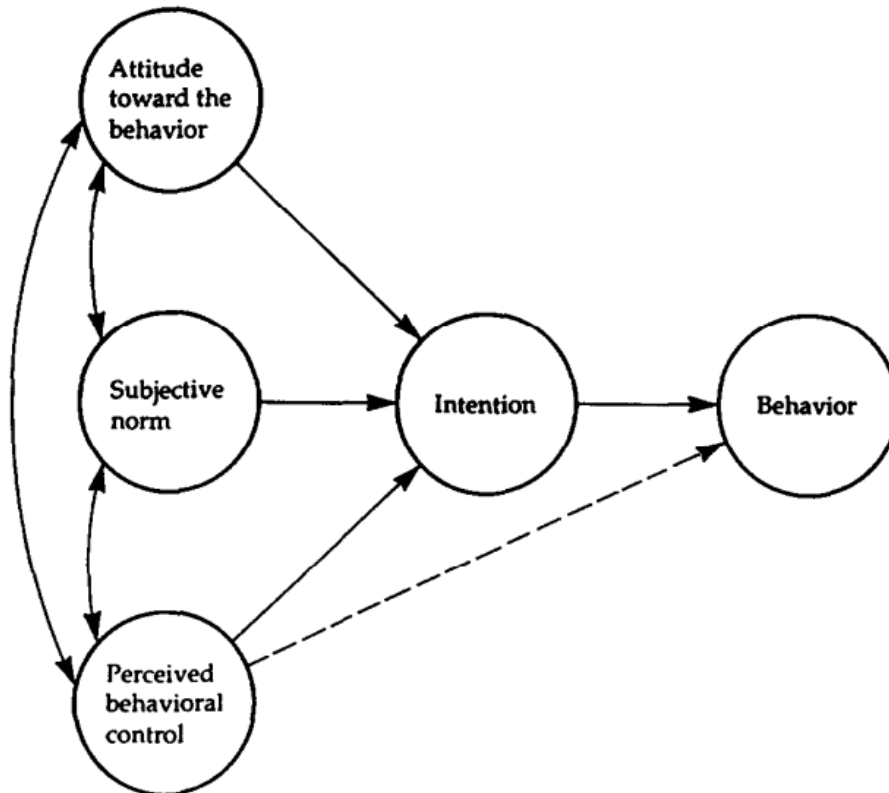 Attitude
toward the
behavior
Subjective
norm
Intention
Behavior
Perceived
behavioral
control